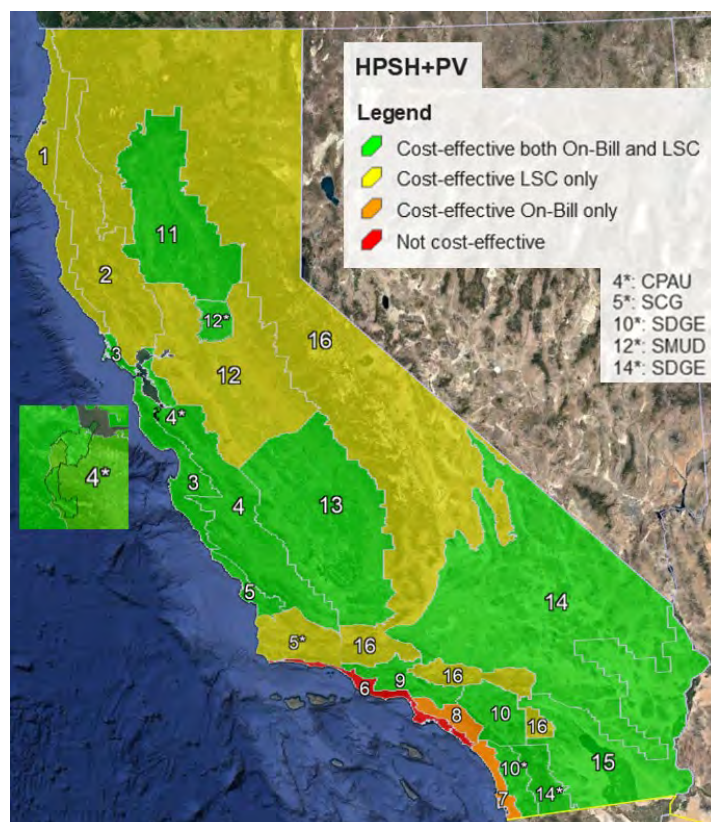 HPSH+PV
Legend
Cost-effective both On-Bill and LSC
Cost-effective LSC only
Cost-effective On-Bill only
Not cost-effective
4*: CPAU
5*: SCG
10*: SDGE
12*: SMUD
14*: SDGE
1
11
2
12*
16
3
12
4*
4*
3
4
13
5
14
5*
16
16
9
6
8
10
16
15
10*
14*
7